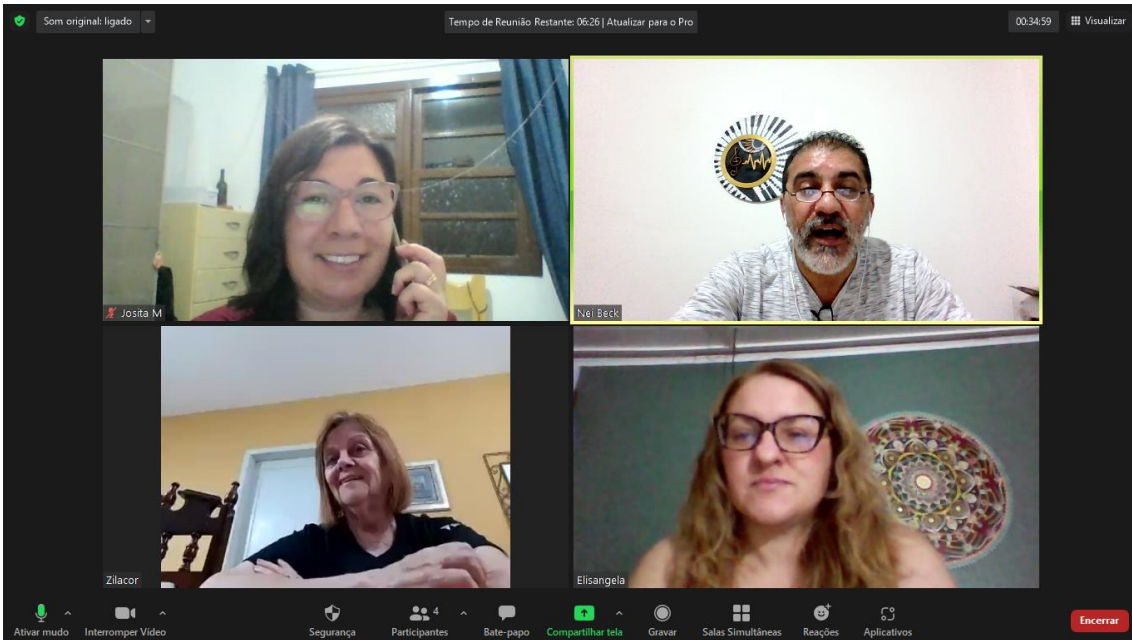 Som original: ligado
Tempo de Reunião Restante: 06:26 | Atualizar para o Pro
00:34:59
Visualizar
Josita M
Nei Beck
Zilacor
Elisangela
Ativar mudo
Interromper Vídeo
Segurança
4
Participantes
Bate-papo
Compartilhar tela
Gravar
Salas Simultâneas
Reações
Aplicativos
Encerrar